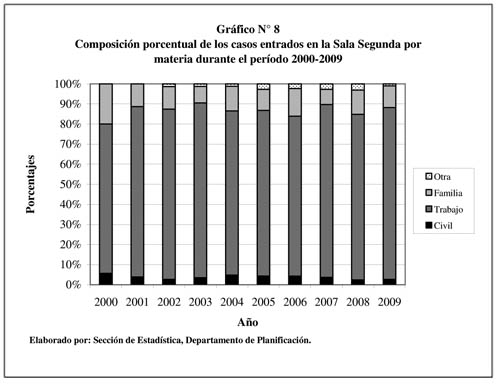 Gráfico N° 8
Composición porcentual de los casos entrados en la Sala Segunda por
materia durante el período 2000-2009
100%
90%
80%
70%
60%
50%
40%
30%
20%
10%
0%
Porcentajes
2000 2001 2002 2003 2004 2005 2006 2007 2008 2009
Año
Otra
Familia
Trabajo
Civil
Elaborado por: Sección de Estadística, Departamento de Planificación.